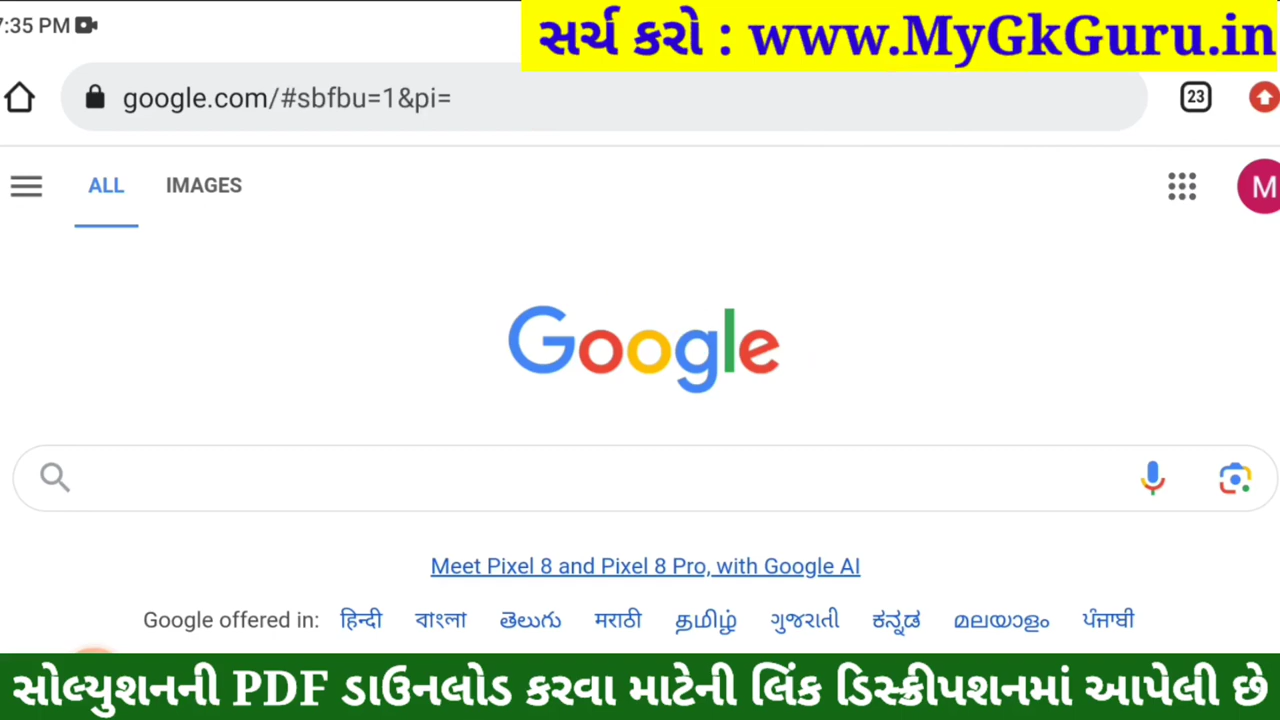 7:35 PM
સર્ચ કરો : www.MyGkGuru.in
google.com/#sbfbu=1&pi=
23
ALL IMAGES
M
Google
Meet Pixel 8 and Pixel 8 Pro, with Google AI
Google offered in: हिन्दी বাংলা తెలుగు मराठी தமிழ் ગુજરાતી ಕನ್ನಡ മലയാളം ਪੰਜਾਬੀ
સોલ્યુશનની PDF ડાઉનલોડ કરવા માટેની લિંક ડિસ્ક્રીપશનમાં આપેલી છે